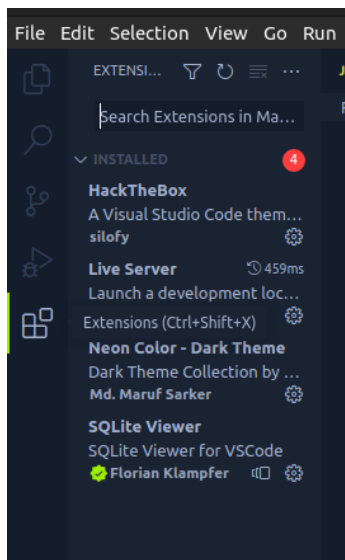 File Edit Selection View Go Run
EXTENSI...
Search Extensions in Ma...
INSTALLED 4
HackTheBox
A Visual Studio Code them...
silofy
Live Server 459ms
Launch a development loc...
Extensions (Ctrl+Shift+X)
Neon Color - Dark Theme
Dark Theme Collection by ...
Md. Maruf Sarker
SQLite Viewer
SQLite Viewer for VSCode
Florian Klampfer